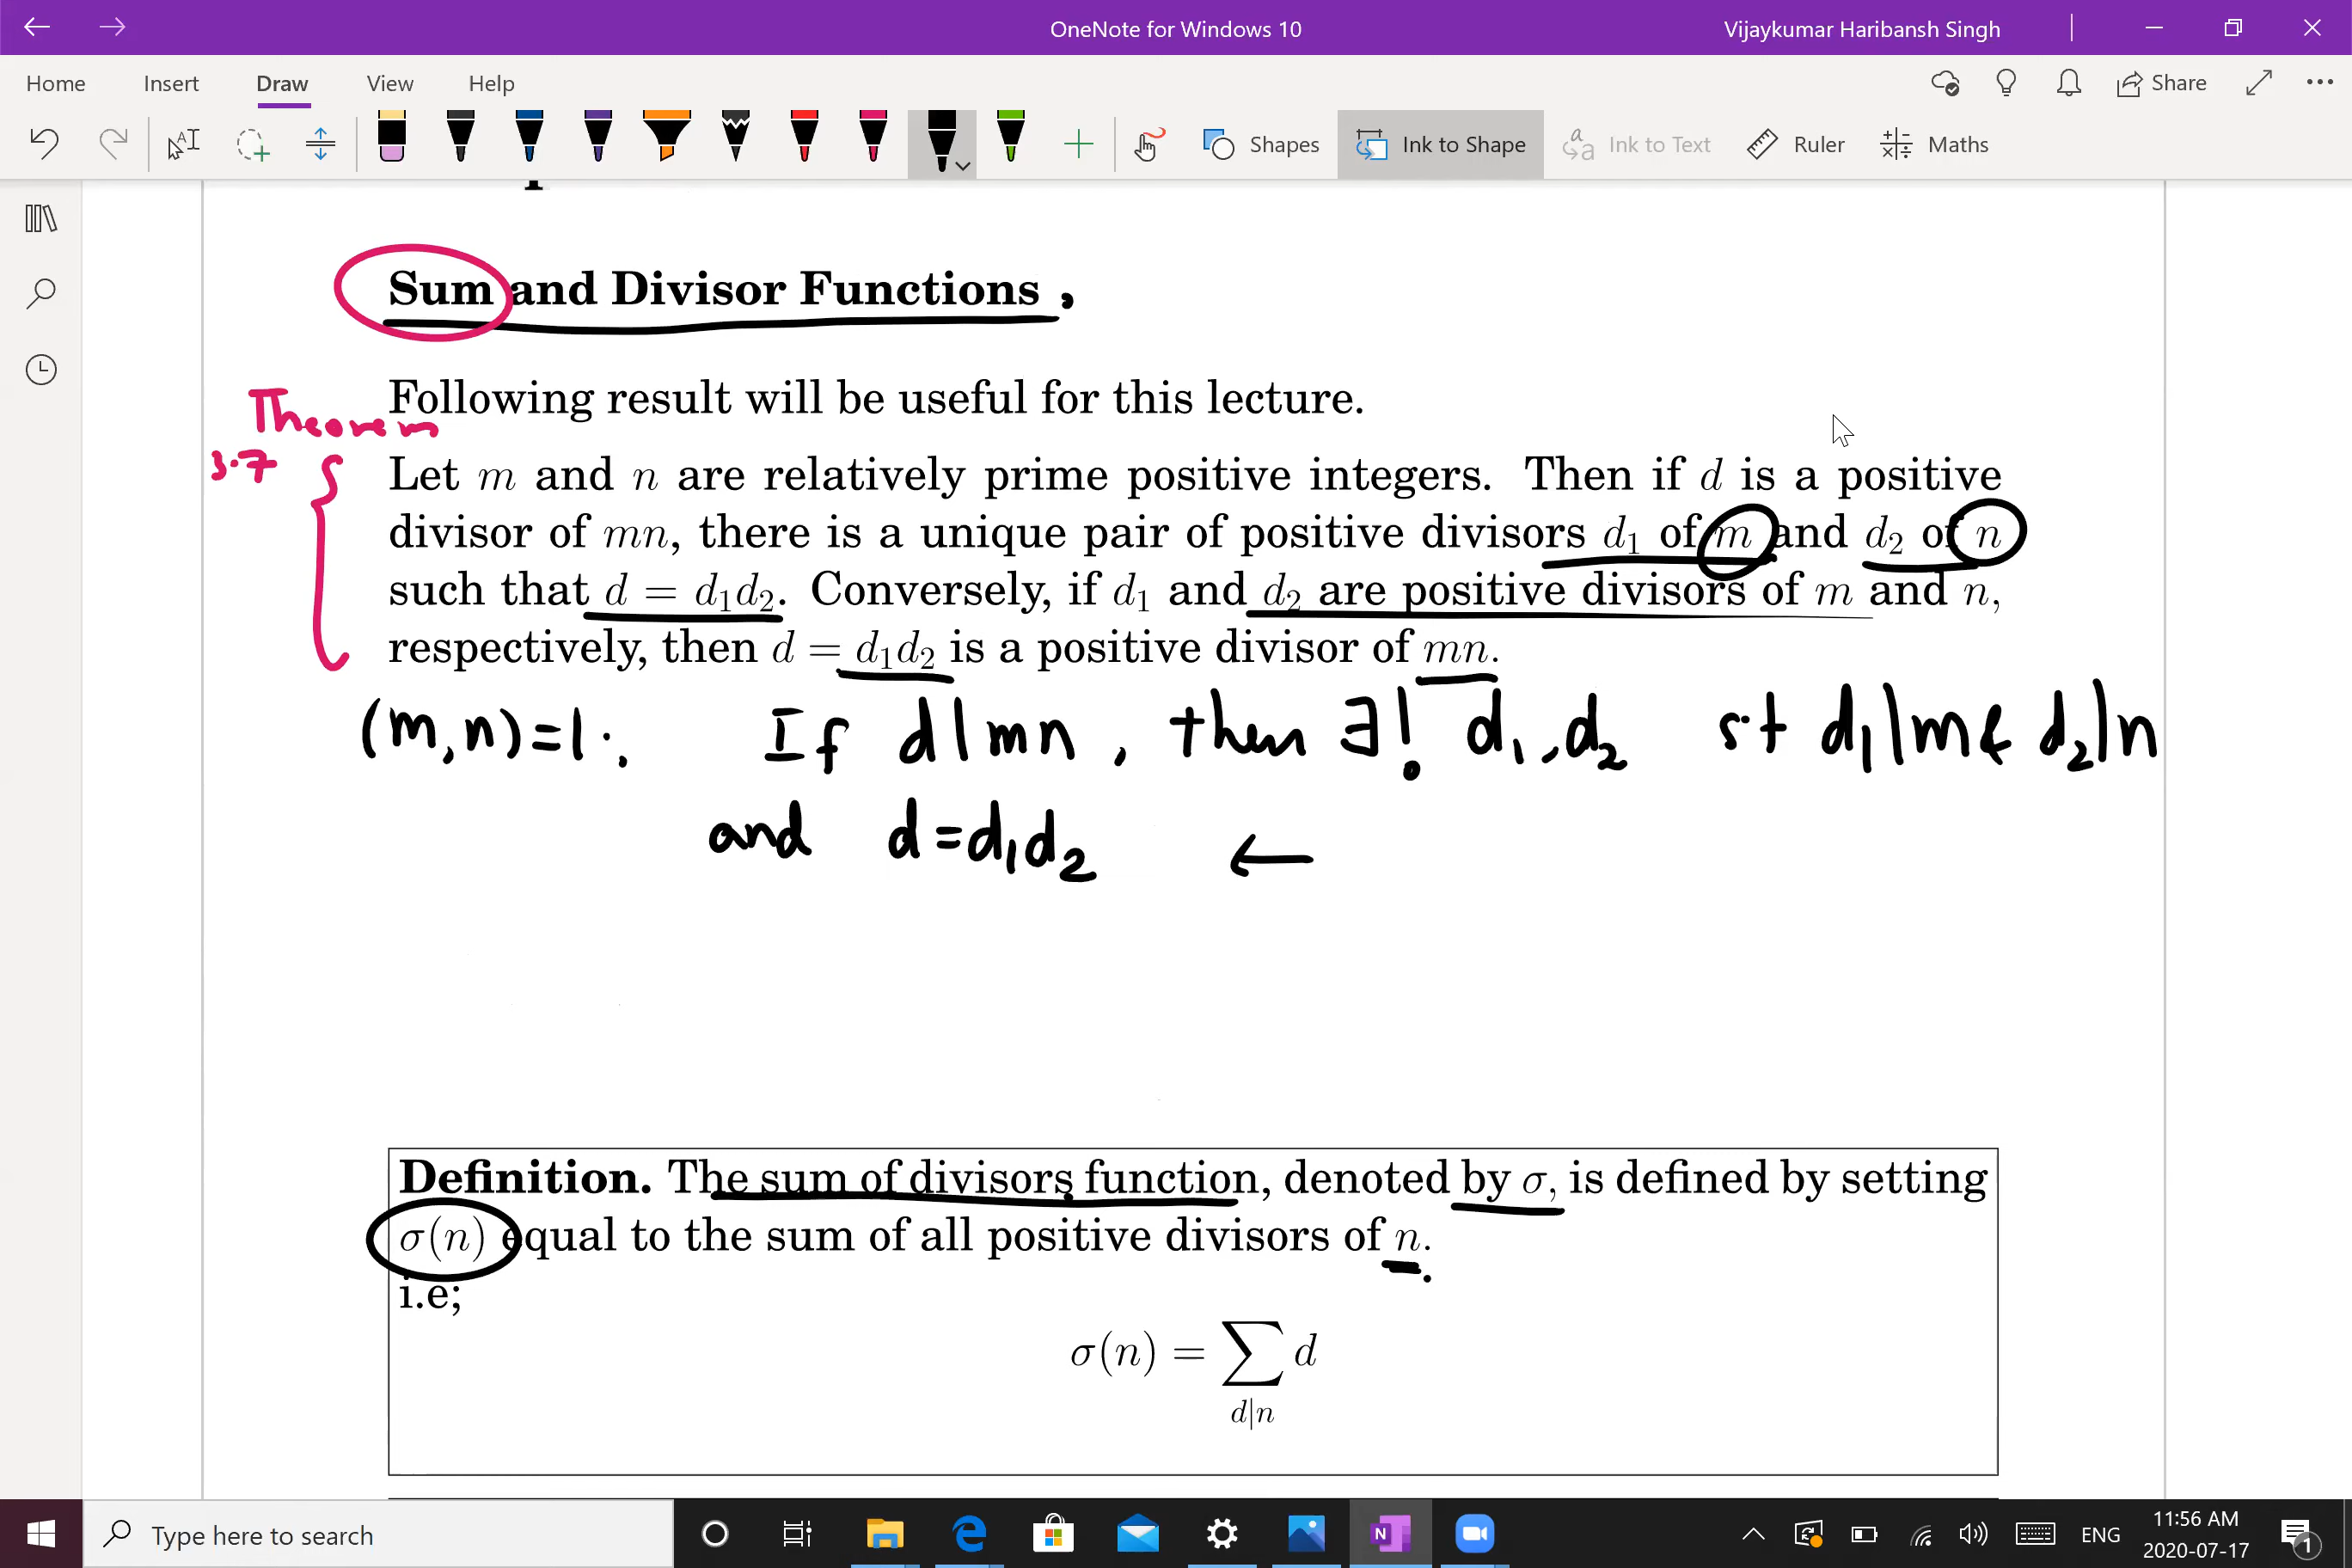 OneNote for Windows 10
Vijaykumar Haribansh Singh
Home Insert Draw View Help
Share
Shapes Ink to Shape Ink to Text Ruler Maths
Sum and Divisor Functions ,
Following result will be useful for this lecture.
Theorem
3.7
Let m and n are relatively prime positive integers. Then if d is a positive
divisor of mn, there is a unique pair of positive divisors d₁ of m and d₂ of n
such that d = d₁d₂. Conversely, if d₁ and d₂ are positive divisors of m and n,
respectively, then d = d₁d₂ is a positive divisor of mn.
(m,n)=1 : If d|mn , then ∃! d₁,d₂ s.t d₁|m & d₂|n
and d=d₁d₂ ←
Definition. The sum of divisors function, denoted by σ, is defined by setting
σ(n) equal to the sum of all positive divisors of n.
i.e;
σ(n) = ∑ d
d|n
Type here to search
ENG
11:56 AM
2020-07-17
1